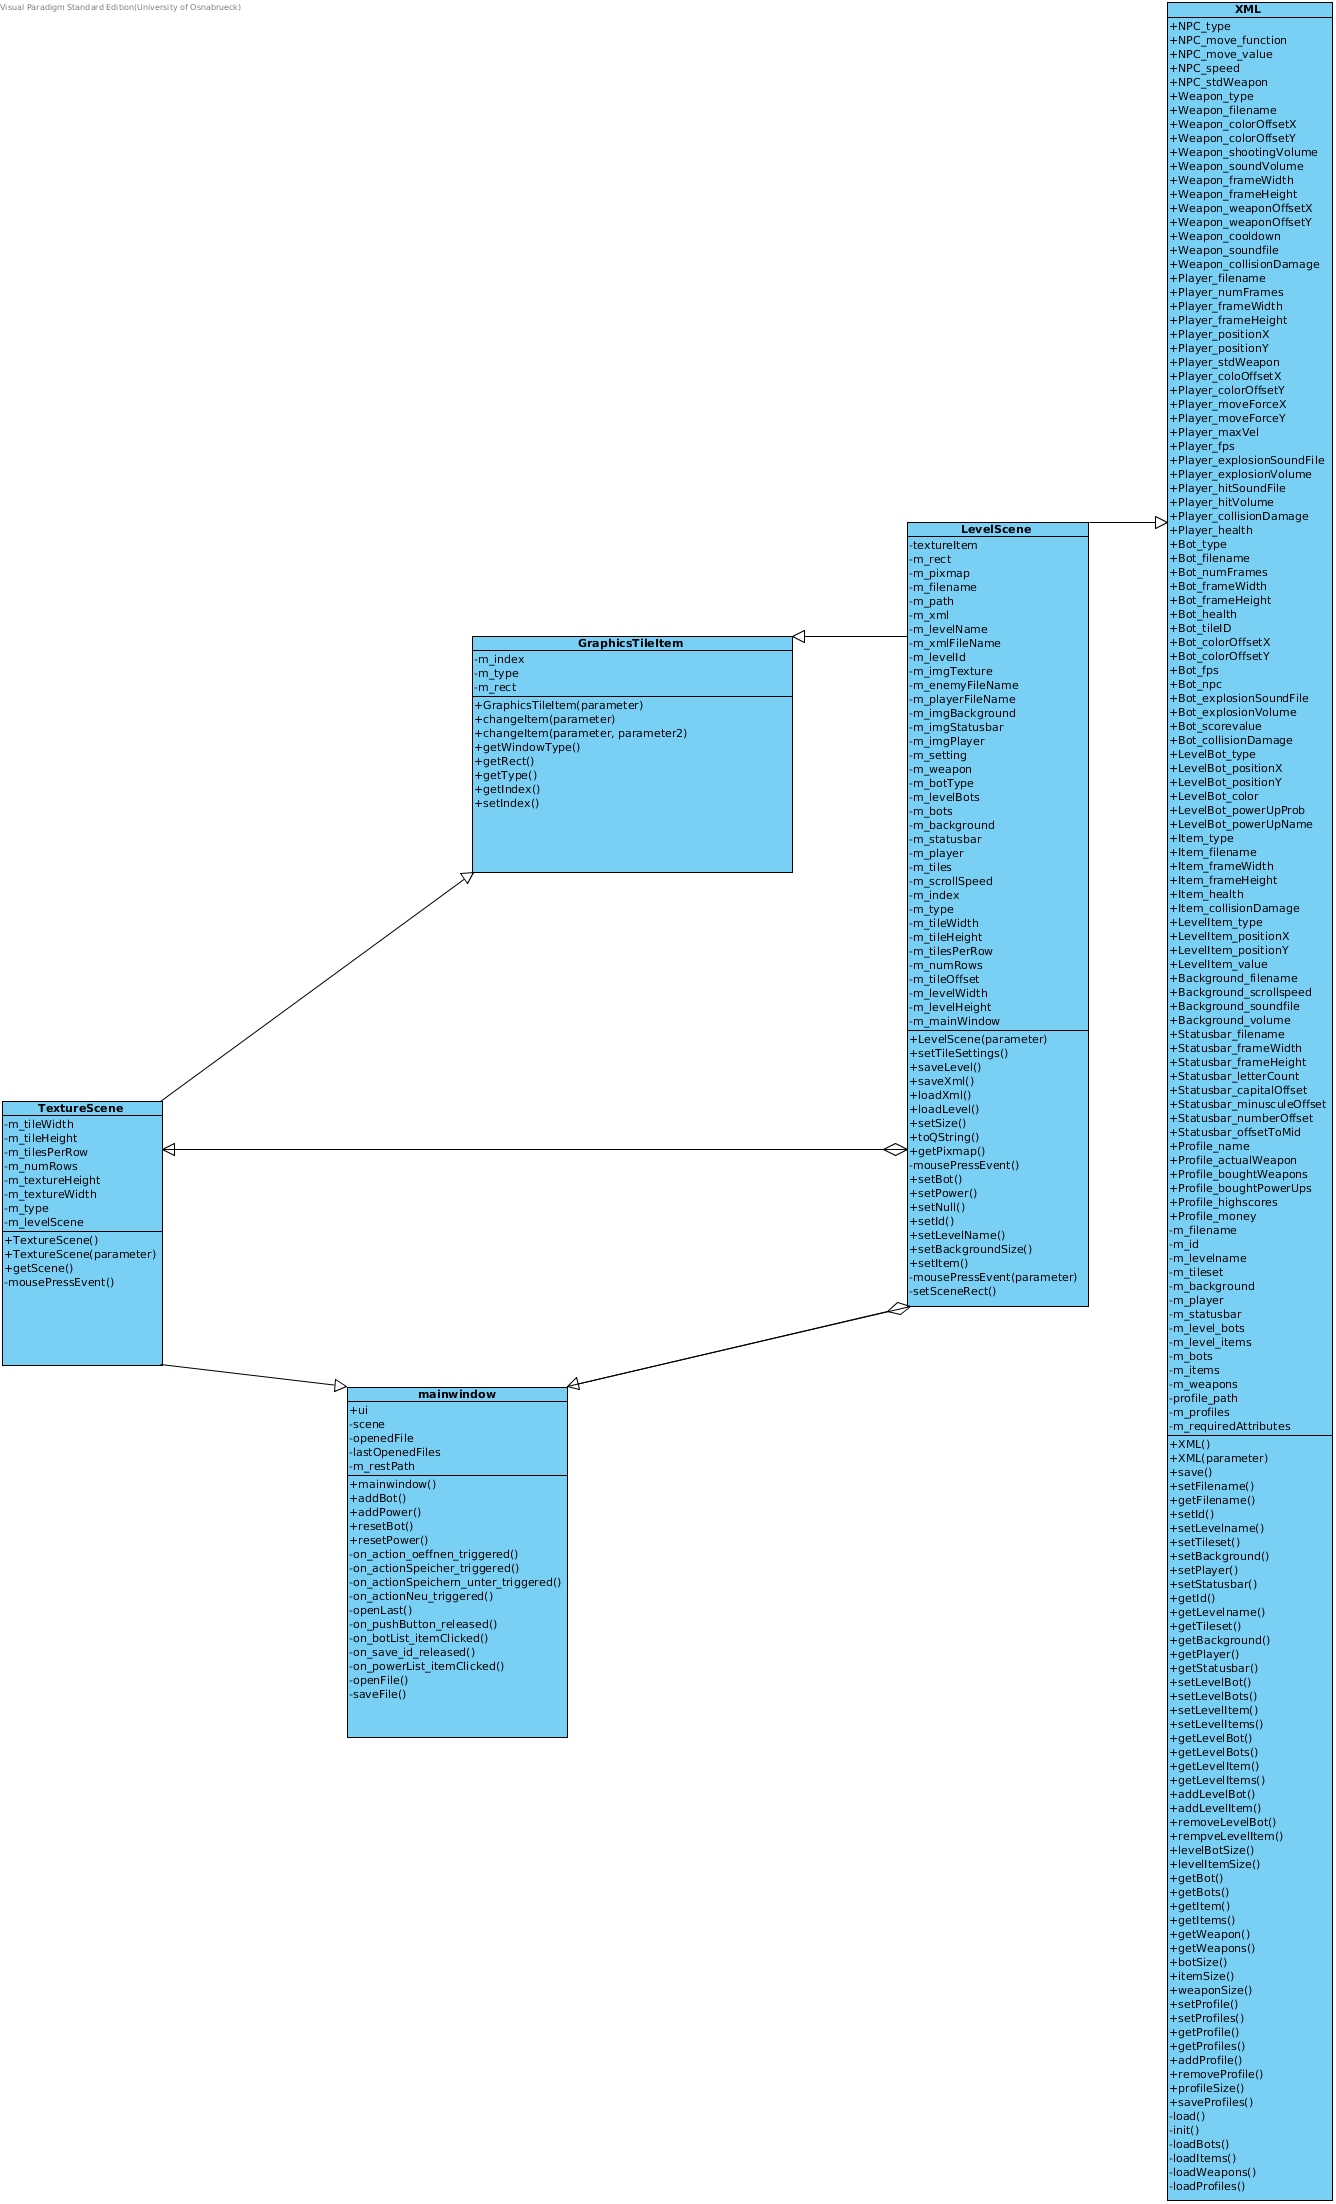 Visual Paradigm Standard Edition(University of Osnabrueck)
XML
+NPC_type
+NPC_move_function
+NPC_move_value
+NPC_speed
+NPC_stdWeapon
+Weapon_type
+Weapon_filename
+Weapon_colorOffsetX
+Weapon_colorOffsetY
+Weapon_shootingVolume
+Weapon_soundVolume
+Weapon_frameWidth
+Weapon_frameHeight
+Weapon_weaponOffsetX
+Weapon_weaponOffsetY
+Weapon_cooldown
+Weapon_soundfile
+Weapon_collisionDamage
+Player_filename
+Player_numFrames
+Player_frameWidth
+Player_frameHeight
+Player_positionX
+Player_positionY
+Player_stdWeapon
+Player_coloOffsetX
+Player_colorOffsetY
+Player_moveForceX
+Player_moveForceY
+Player_maxVel
+Player_fps
+Player_explosionSoundFile
+Player_explosionVolume
+Player_hitSoundFile
+Player_hitVolume
+Player_collisionDamage
+Player_health
+Bot_type
+Bot_filename
+Bot_numFrames
+Bot_frameWidth
+Bot_frameHeight
+Bot_health
+Bot_tileID
+Bot_colorOffsetX
+Bot_colorOffsetY
+Bot_fps
+Bot_npc
+Bot_explosionSoundFile
+Bot_explosionVolume
+Bot_scorevalue
+Bot_collisionDamage
+LevelBot_type
+LevelBot_positionX
+LevelBot_positionY
+LevelBot_color
+LevelBot_powerUpProb
+LevelBot_powerUpName
+Item_type
+Item_filename
+Item_frameWidth
+Item_frameHeight
+Item_health
+Item_collisionDamage
+LevelItem_type
+LevelItem_positionX
+LevelItem_positionY
+LevelItem_value
+Background_filename
+Background_scrollspeed
+Background_soundfile
+Background_volume
+Statusbar_filename
+Statusbar_frameWidth
+Statusbar_frameHeight
+Statusbar_letterCount
+Statusbar_capitalOffset
+Statusbar_minusculeOffset
+Statusbar_numberOffset
+Statusbar_offsetToMid
+Profile_name
+Profile_actualWeapon
+Profile_boughtWeapons
+Profile_boughtPowerUps
+Profile_highscores
+Profile_money
-m_filename
-m_id
-m_levelname
-m_tileset
-m_background
-m_player
-m_statusbar
-m_level_bots
-m_level_items
-m_bots
-m_items
-m_weapons
-profile_path
-m_profiles
-m_requiredAttributes
+XML()
+XML(parameter)
+save()
+setFilename()
+getFilename()
+setId()
+setLevelname()
+setTileset()
+setBackground()
+setPlayer()
+setStatusbar()
+getId()
+getLevelname()
+getTileset()
+getBackground()
+getPlayer()
+getStatusbar()
+setLevelBot()
+setLevelBots()
+setLevelItem()
+setLevelItems()
+getLevelBot()
+getLevelBots()
+getLevelItem()
+getLevelItems()
+addLevelBot()
+addLevelItem()
+removeLevelBot()
+rempveLevelItem()
+levelBotSize()
+levelItemSize()
+getBot()
+getBots()
+getItem()
+getItems()
+getWeapon()
+getWeapons()
+botSize()
+itemSize()
+weaponSize()
+setProfile()
+setProfiles()
+getProfile()
+getProfiles()
+addProfile()
+removeProfile()
+profileSize()
+saveProfiles()
-load()
-init()
-loadBots()
-loadItems()
-loadWeapons()
-loadProfiles()
LevelScene
-textureItem
-m_rect
-m_pixmap
-m_filename
-m_path
-m_xml
-m_levelName
-m_xmlFileName
-m_levelId
-m_imgTexture
-m_enemyFileName
-m_playerFileName
-m_imgBackground
-m_imgStatusbar
-m_imgPlayer
-m_setting
-m_weapon
-m_botType
-m_levelBots
-m_bots
-m_background
-m_statusbar
-m_player
-m_tiles
-m_scrollSpeed
-m_index
-m_type
-m_tileWidth
-m_tileHeight
-m_tilesPerRow
-m_numRows
-m_tileOffset
-m_levelWidth
-m_levelHeight
-m_mainWindow
+LevelScene(parameter)
+setTileSettings()
+saveLevel()
+saveXml()
+loadXml()
+loadLevel()
+setSize()
+toQString()
+getPixmap()
-mousePressEvent()
+setBot()
+setPower()
+setNull()
+setId()
+setLevelName()
+setBackgroundSize()
+setItem()
-mousePressEvent(parameter)
-setSceneRect()
GraphicsTileItem
-m_index
-m_type
-m_rect
+GraphicsTileItem(parameter)
+changeItem(parameter)
+changeItem(parameter, parameter2)
+getWindowType()
+getRect()
+getType()
+getIndex()
+setIndex()
TextureScene
-m_tileWidth
-m_tileHeight
-m_tilesPerRow
-m_numRows
-m_textureHeight
-m_textureWidth
-m_type
-m_levelScene
+TextureScene()
+TextureScene(parameter)
+getScene()
-mousePressEvent()
mainwindow
+ui
-scene
-openedFile
-lastOpenedFiles
-m_restPath
+mainwindow()
+addBot()
+addPower()
+resetBot()
+resetPower()
-on_action_oeffnen_triggered()
-on_actionSpeicher_triggered()
-on_actionSpeichern_unter_triggered()
-on_actionNeu_triggered()
-openLast()
-on_pushButton_released()
-on_botList_itemClicked()
-on_save_id_released()
-on_powerList_itemClicked()
-openFile()
-saveFile()